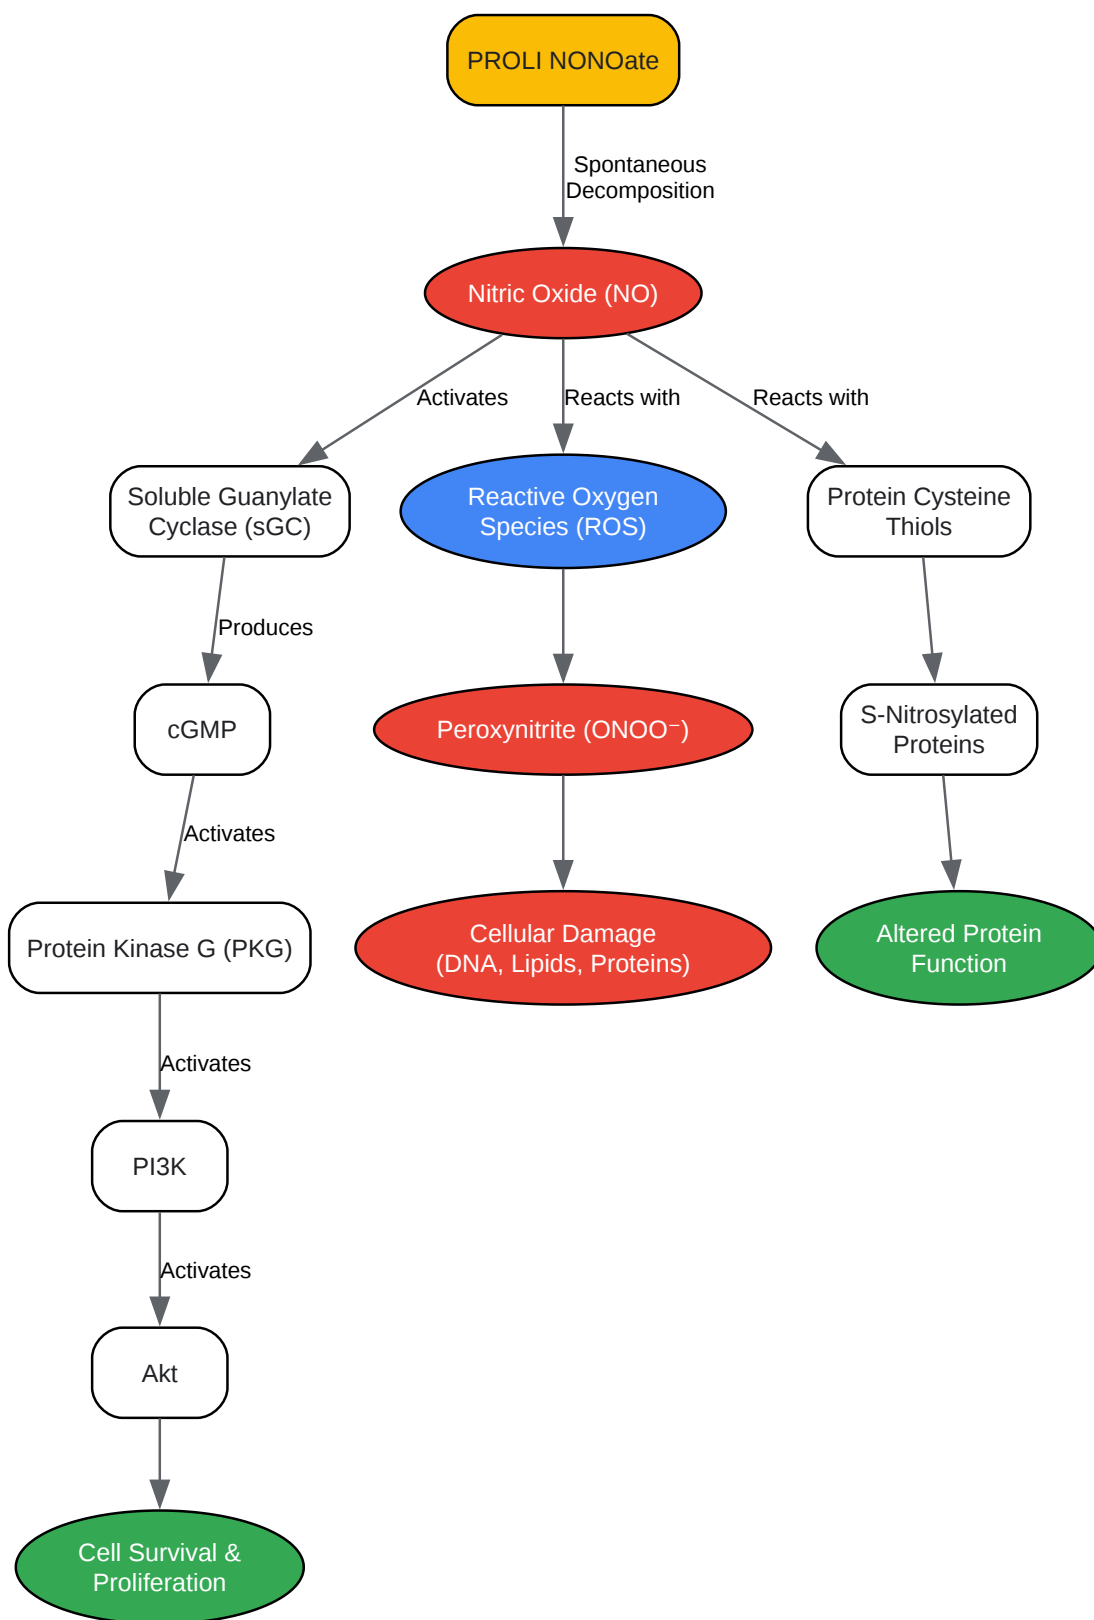 PROLI NONOate
Spontaneous
Decomposition
Nitric Oxide (NO)
Activates
Reacts with
Reacts with
Soluble Guanylate
Cyclase (sGC)
Reactive Oxygen
Species (ROS)
Protein Cysteine
Thiols
Produces
cGMP
Peroxynitrite (ONOO⁻)
S-Nitrosylated
Proteins
Activates
Protein Kinase G (PKG)
Cellular Damage
(DNA, Lipids, Proteins)
Altered Protein
Function
Activates
PI3K
Activates
Akt
Cell Survival &
Proliferation